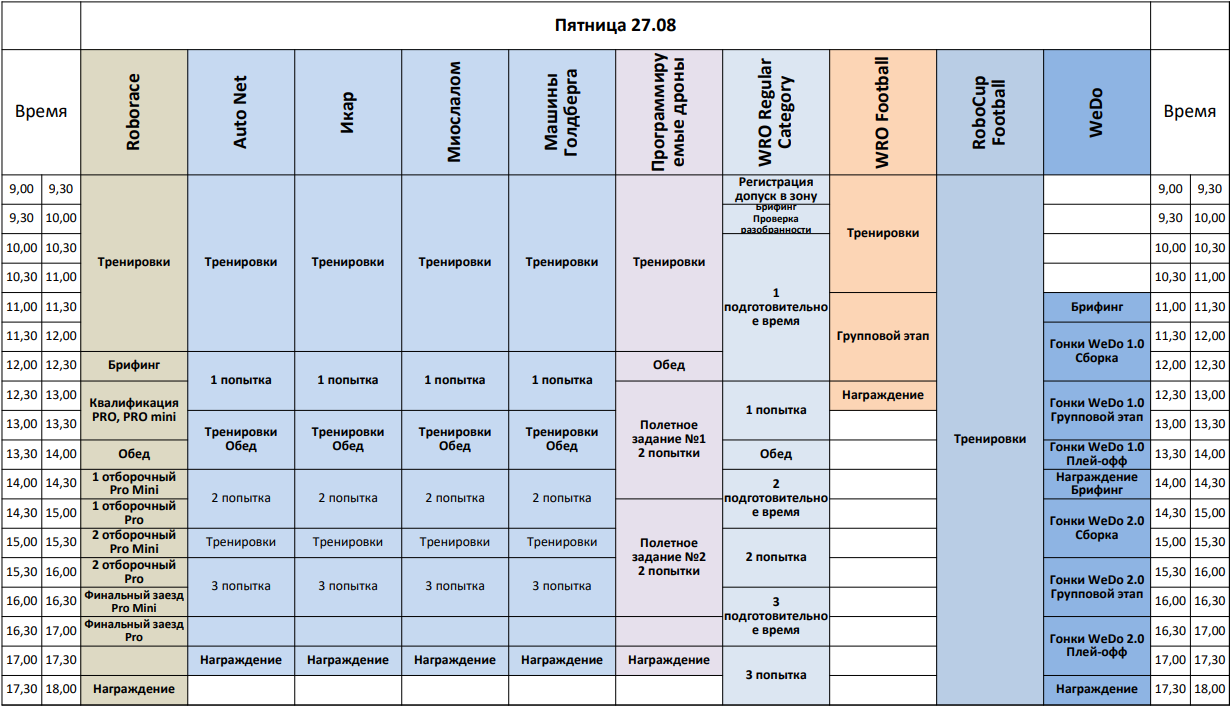 Пятница 27.08
Время
Roborace
Auto Net
Икар
Миослалом
Машины
Голдберга
Программиру
емые дроны
WRO Regular
Category
WRO Football
RoboCup
Football
WeDo
Время
9,00 9,30
Регистрация
допуск в зону
9,00 9,30
9,30 10,00
Брифинг
Проверка
разобранности
9,30 10,00
10,00 10,30
Тренировки
Тренировки
Тренировки
Тренировки
Тренировки
Тренировки
1
подготовительно
е время
Тренировки
10,00 10,30
10,30 11,00
10,30 11,00
11,00 11,30
Брифинг
11,00 11,30
11,30 12,00
Групповой этап
Гонки WeDo 1.0
Сборка
11,30 12,00
12,00 12,30
Брифинг
1 попытка
1 попытка
1 попытка
1 попытка
Обед
12,00 12,30
12,30 13,00
Квалификация
PRO, PRO mini
1 попытка
Награждение
Гонки WeDo 1.0
Групповой этап
12,30 13,00
13,00 13,30
Тренировки
Обед
Тренировки
Обед
Тренировки
Обед
Тренировки
Обед
Полетное
задание №1
2 попытки
Тренировки
13,00 13,30
13,30 14,00
Обед
Обед
Гонки WeDo 1.0
Плей-офф
13,30 14,00
14,00 14,30
1 отборочный
Pro Mini
2 попытка
2 попытка
2 попытка
2 попытка
2
подготовительно
е время
Награждение
Брифинг
14,00 14,30
14,30 15,00
1 отборочный
Pro
Гонки WeDo 2.0
Сборка
14,30 15,00
15,00 15,30
2 отборочный
Pro Mini
Тренировки
Тренировки
Тренировки
Тренировки
Полетное
задание №2
2 попытки
2 попытка
15,00 15,30
15,30 16,00
2 отборочный
Pro
3 попытка
3 попытка
3 попытка
3 попытка
Гонки WeDo 2.0
Групповой этап
15,30 16,00
16,00 16,30
Финальный заезд
Pro Mini
3
подготовительно
е время
16,00 16,30
16,30 17,00
Финальный заезд
Pro
Гонки WeDo 2.0
Плей-офф
16,30 17,00
17,00 17,30
Награждение
Награждение
Награждение
Награждение
Награждение
3 попытка
17,00 17,30
17,30 18,00
Награждение
Награждение
17,30 18,00